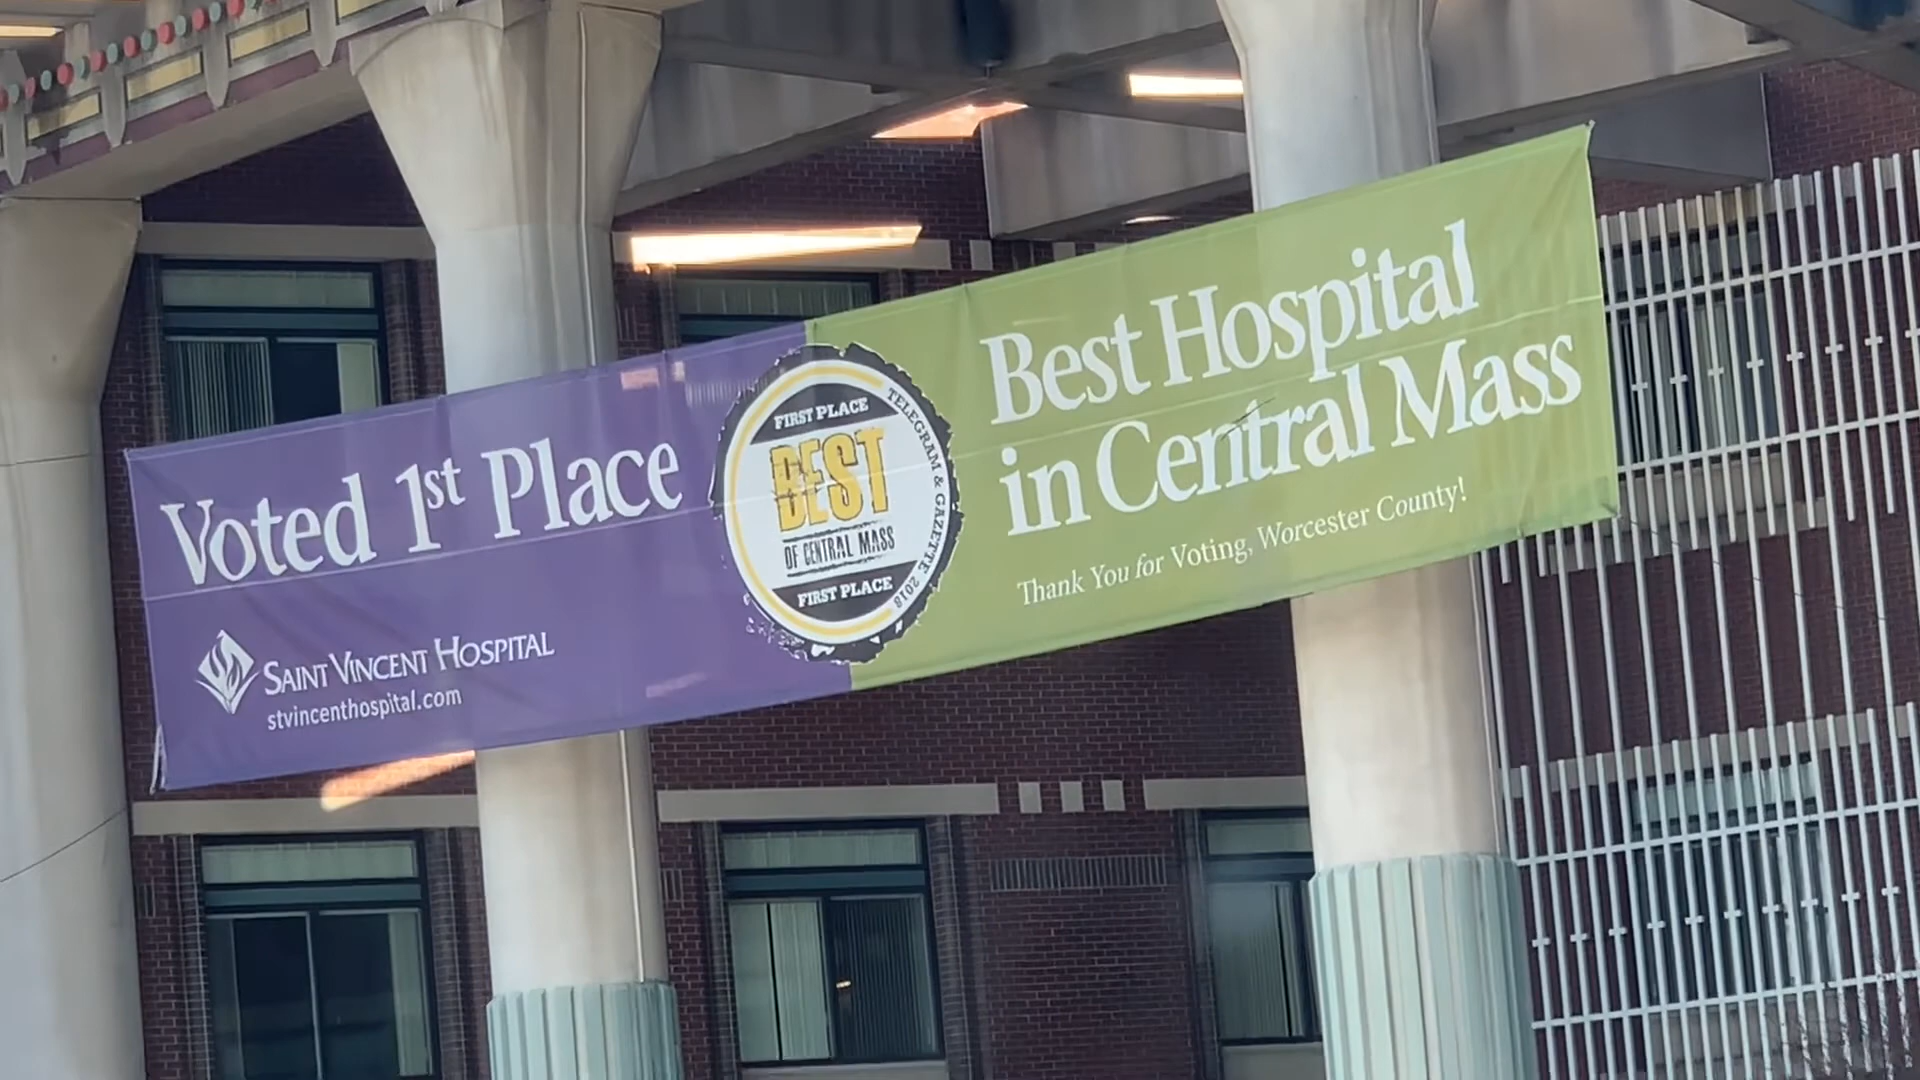 Voted 1st Place
SAINT VINCENT HOSPITAL
stvincenthospital.com
FIRST PLACE
BEST
OF CENTRAL MASS
FIRST PLACE
TELEGRAM & GAZETTE 2018
Best Hospital
in Central Mass
Thank You for Voting, Worcester County!